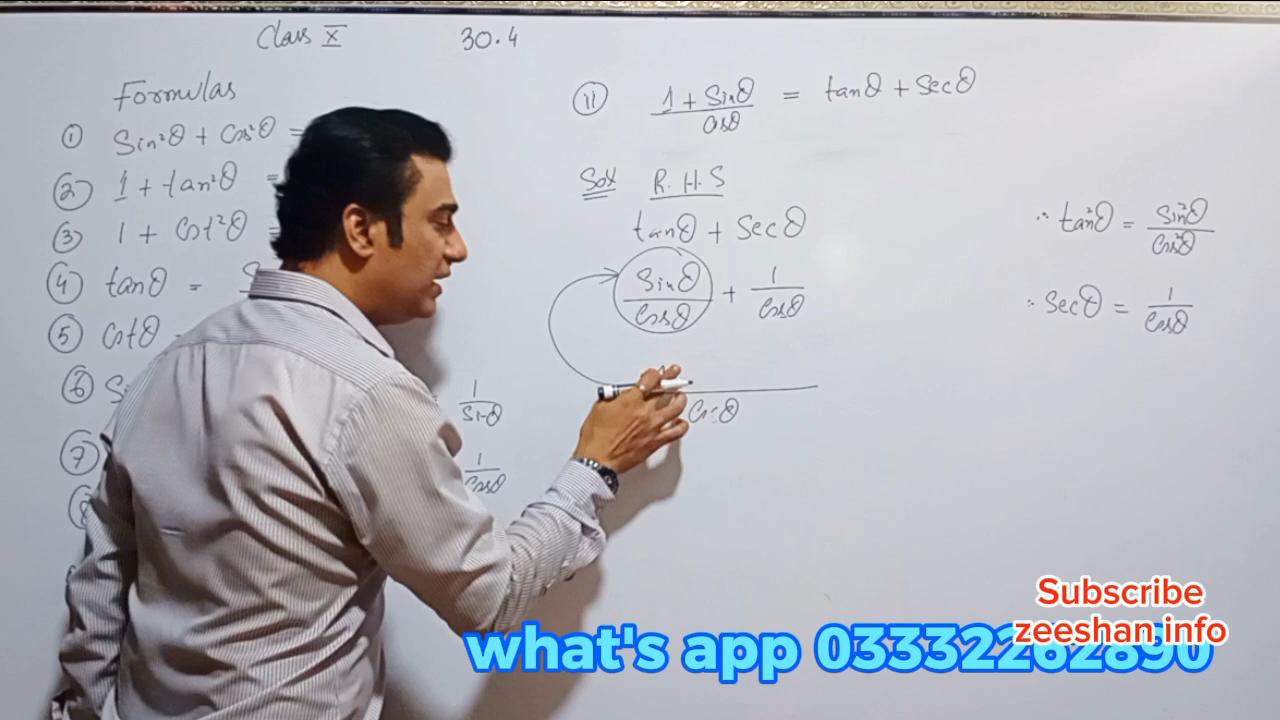 Class X 30.4
Formulas
① Sin²θ + Cos²θ =
② 1 + tan²θ =
③ 1 + Cot²θ =
④ tanθ = S
⑤ Cotθ =
⑥ Si
1/Sinθ
⑦
1/Cosθ
⑧
ii (1 + Sinθ)/Cosθ = tanθ + Secθ
Sol R.H.S
tanθ + Secθ
Sinθ/Cosθ + 1/Cosθ
Cosθ
∵ tan²θ = Sin²θ/Cos²θ
∵ Secθ = 1/Cosθ
Subscribe
zeeshan info
what's app 03332262890